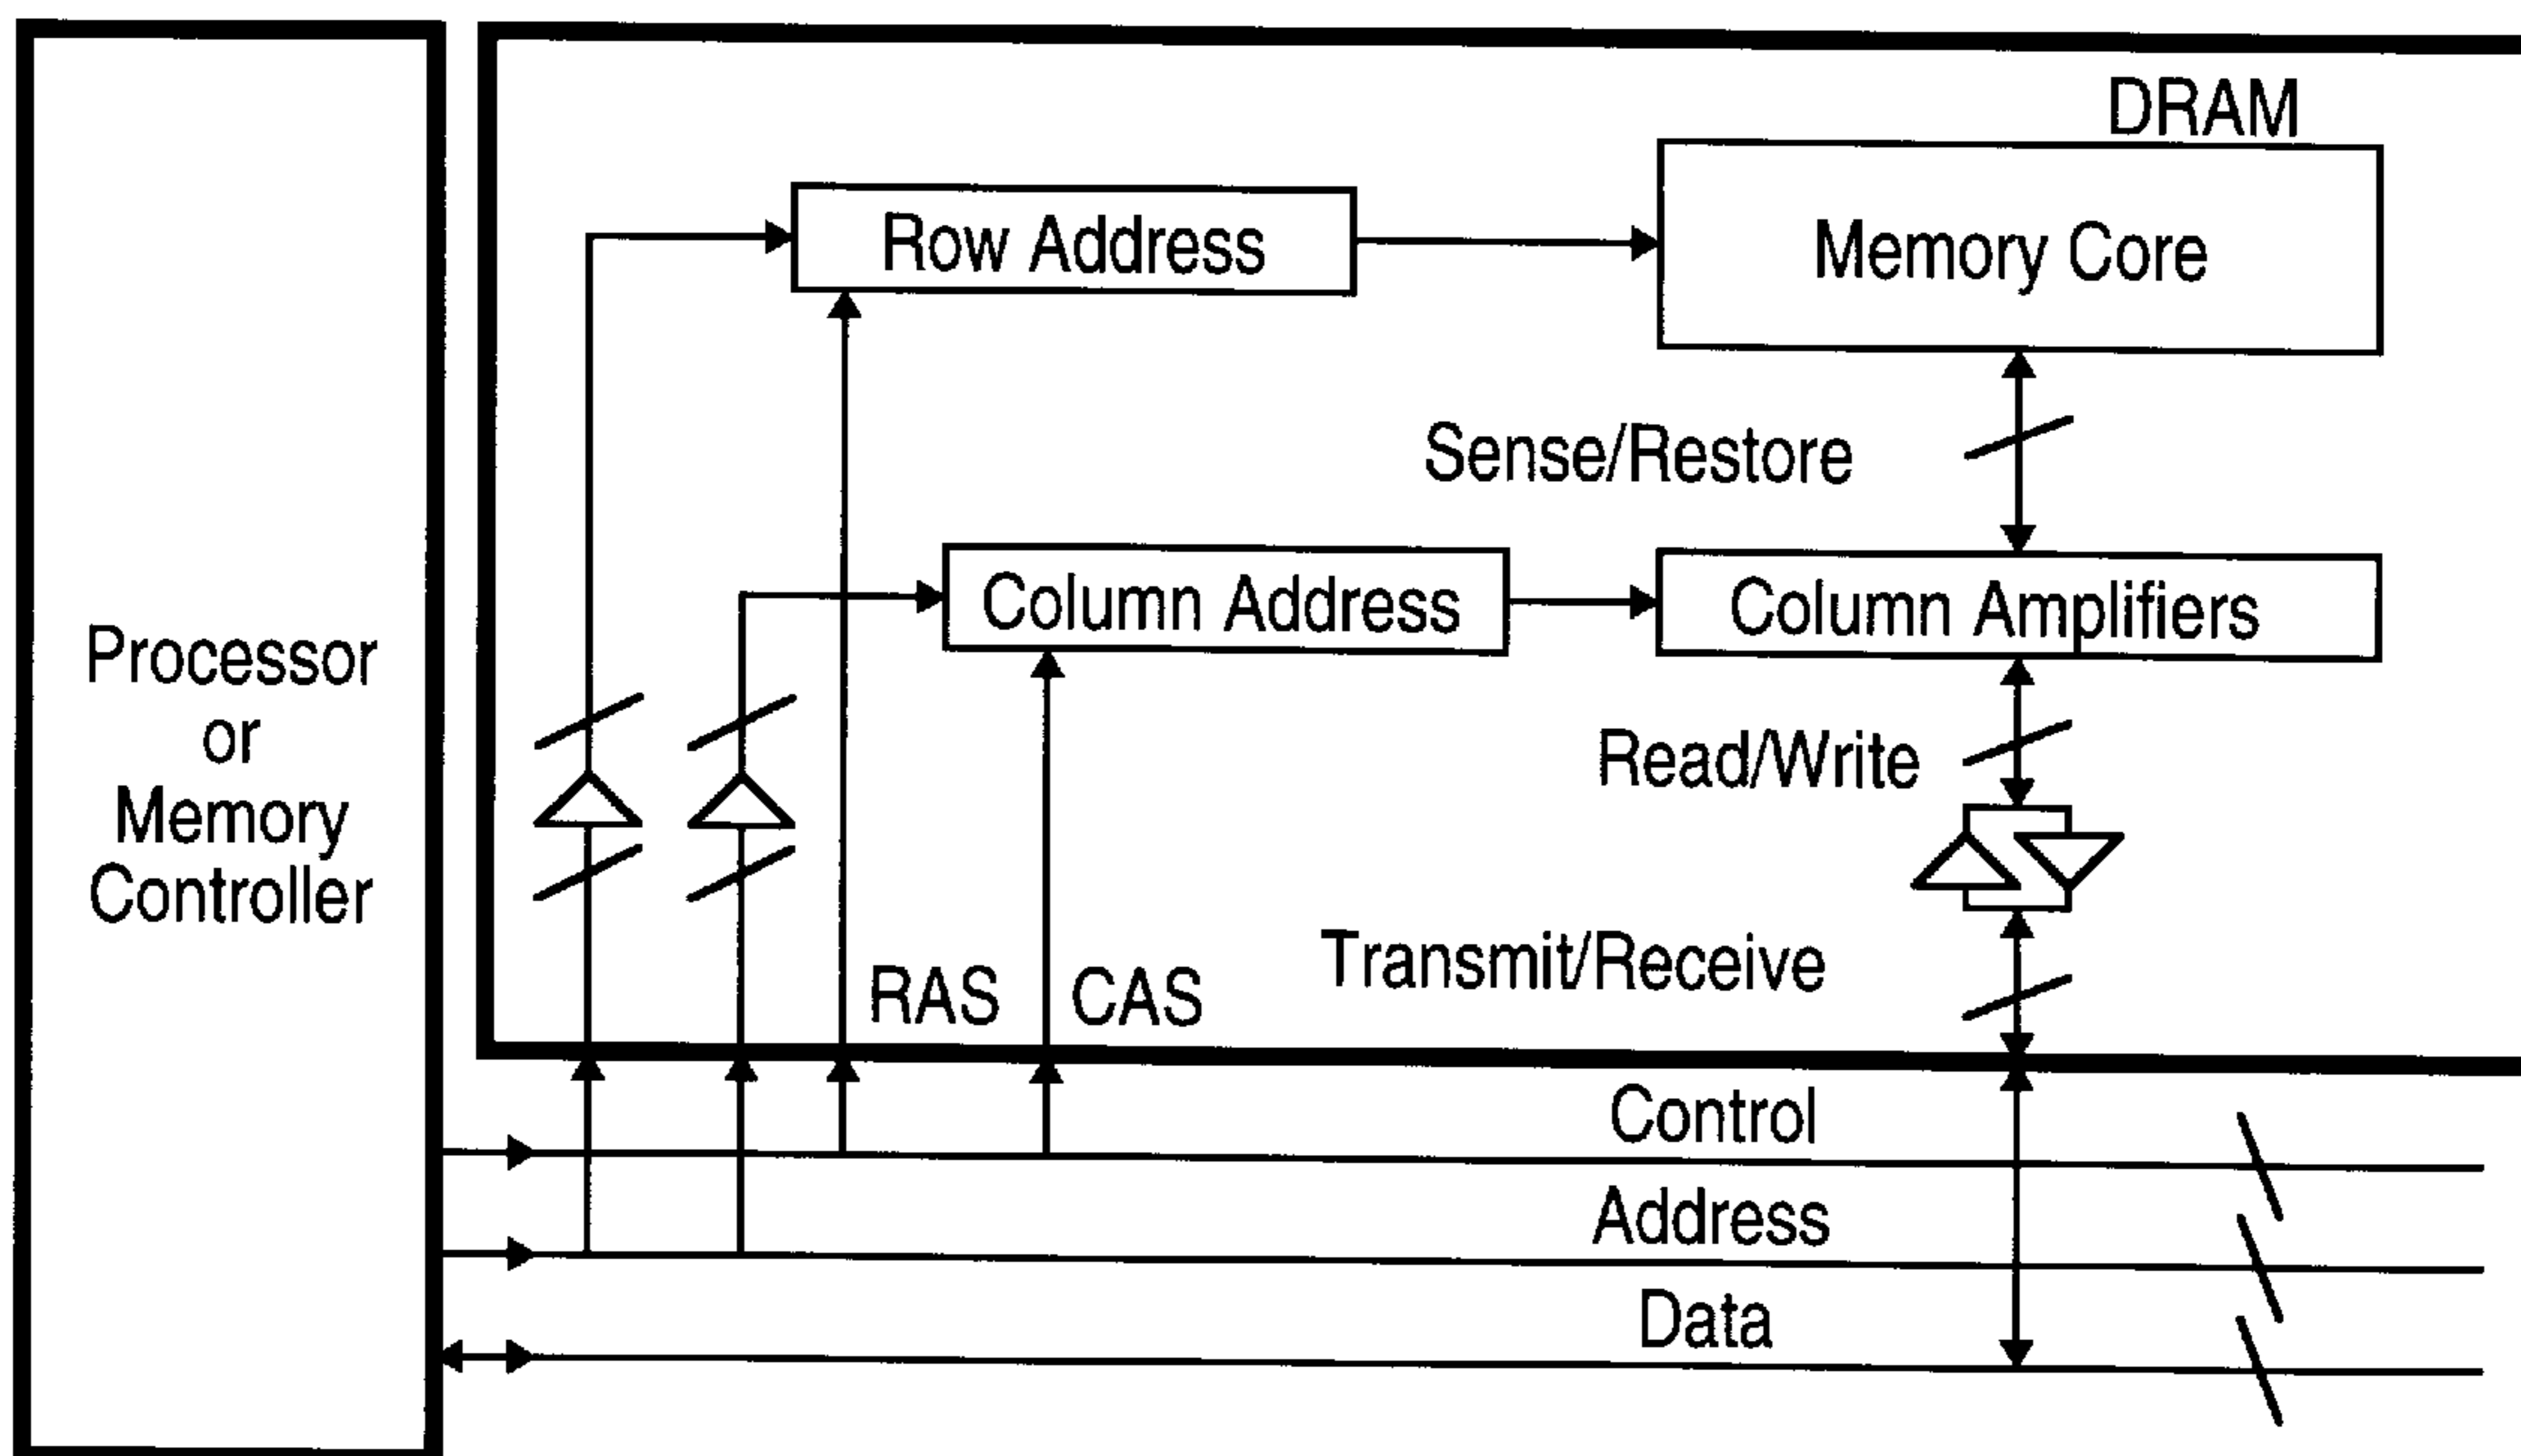 DRAM
Row Address
Memory Core
Sense/Restore
Column Address
Column Amplifiers
Processor
or
Memory
Controller
Read/Write
Transmit/Receive
RAS
CAS
Control
Address
Data